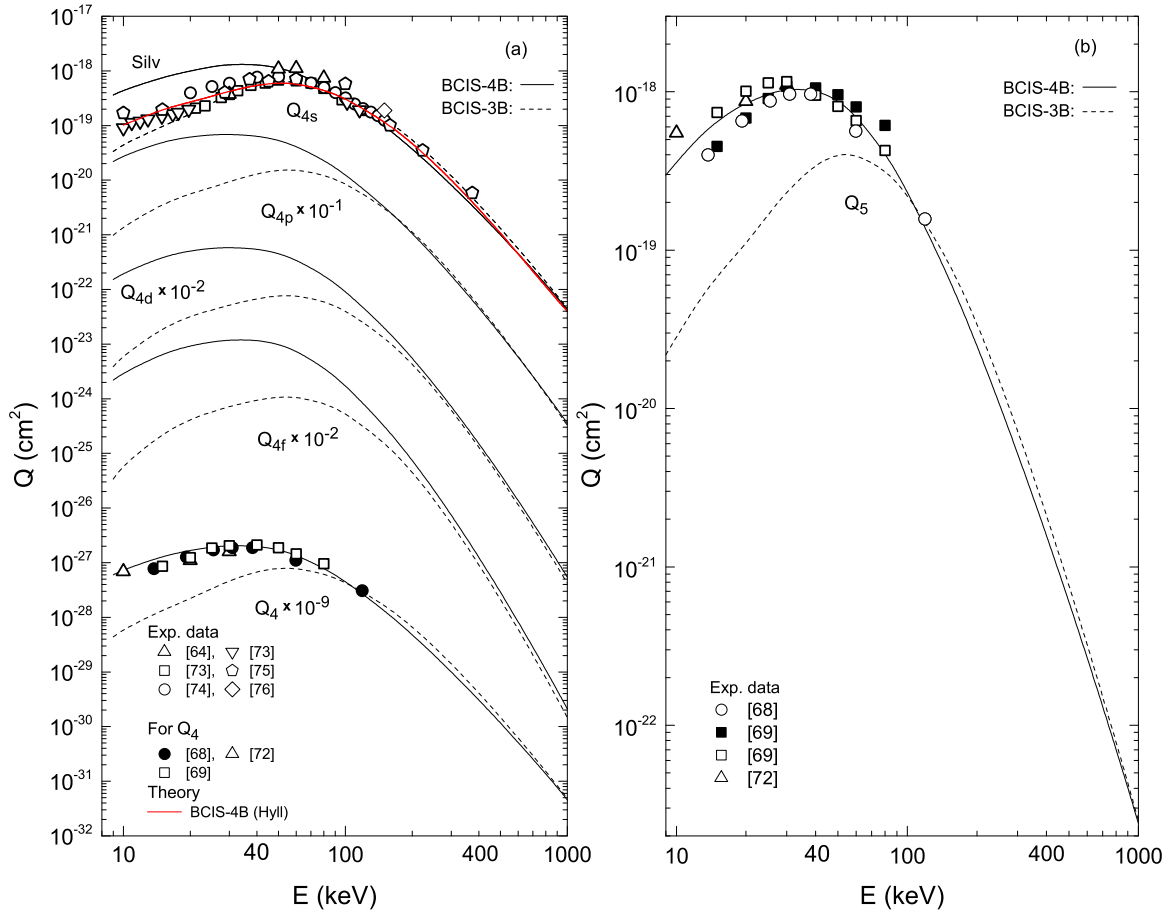 10^-17
10^-18
10^-19
10^-20
10^-21
10^-22
10^-23
10^-24
10^-25
10^-26
10^-27
10^-28
10^-29
10^-30
10^-31
10^-32
Q (cm^2)
(a)
Silv
BCIS-4B:
BCIS-3B:
Q_4s
Q_4p × 10^-1
Q_4d × 10^-2
Q_4f × 10^-2
Q_4 × 10^-9
Exp. data
[64], [73]
[73], [75]
[74], [76]
For Q_4
[68], [72]
[69]
Theory
BCIS-4B (Hyll)
10 40 100 400 1000
E (keV)
10^-18
10^-19
10^-20
10^-21
10^-22
Q (cm^2)
(b)
BCIS-4B:
BCIS-3B:
Q_5
Exp. data
[68]
[69]
[69]
[72]
10 40 100 400 1000
E (keV)